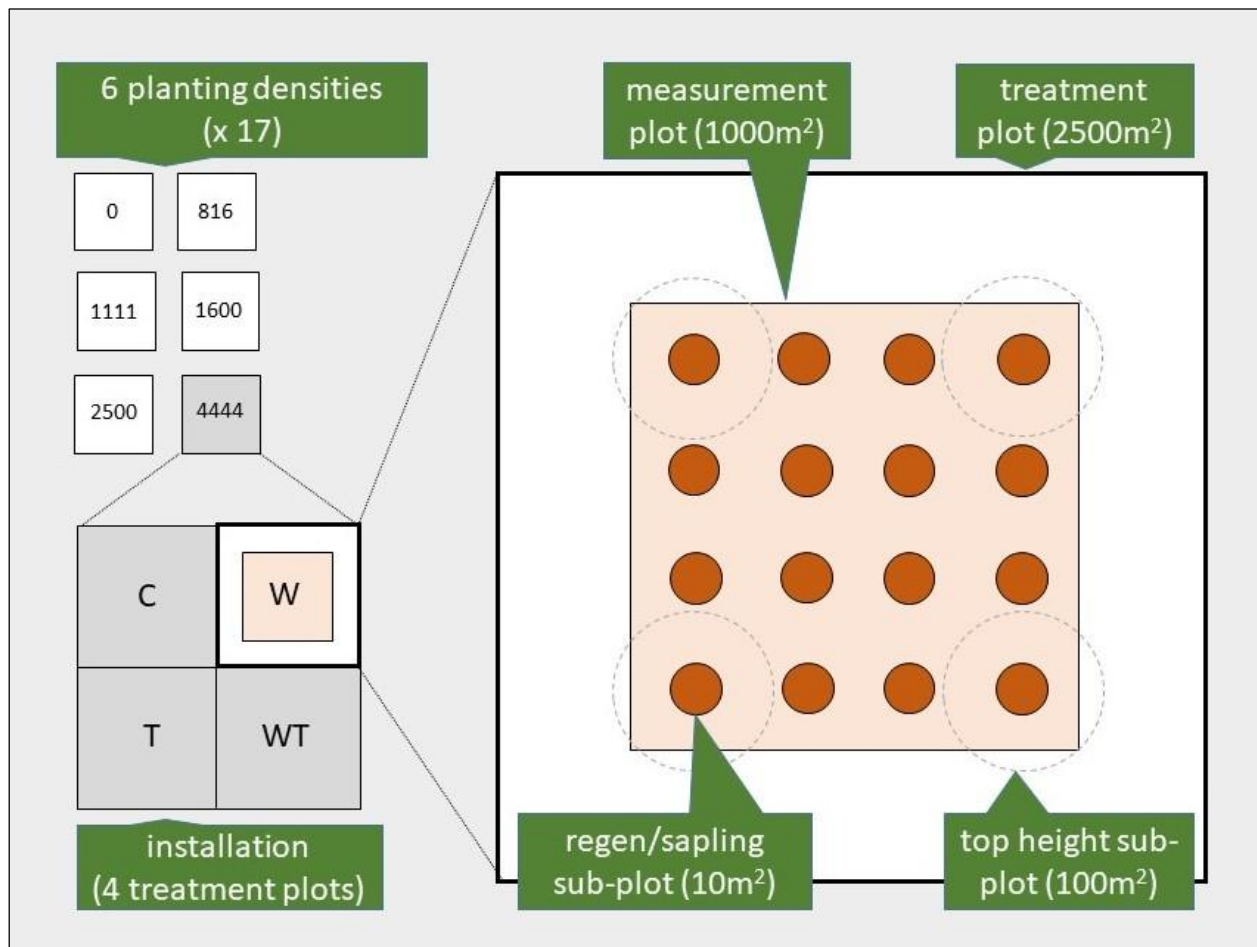 6 planting densities
(x 17)
measurement
plot (1000m²)
treatment
plot (2500m²)
0
816
1111
1600
2500
4444
C
W
T
WT
installation
(4 treatment plots)
regen/sapling
sub-plot (10m²)
top height sub-
plot (100m²)